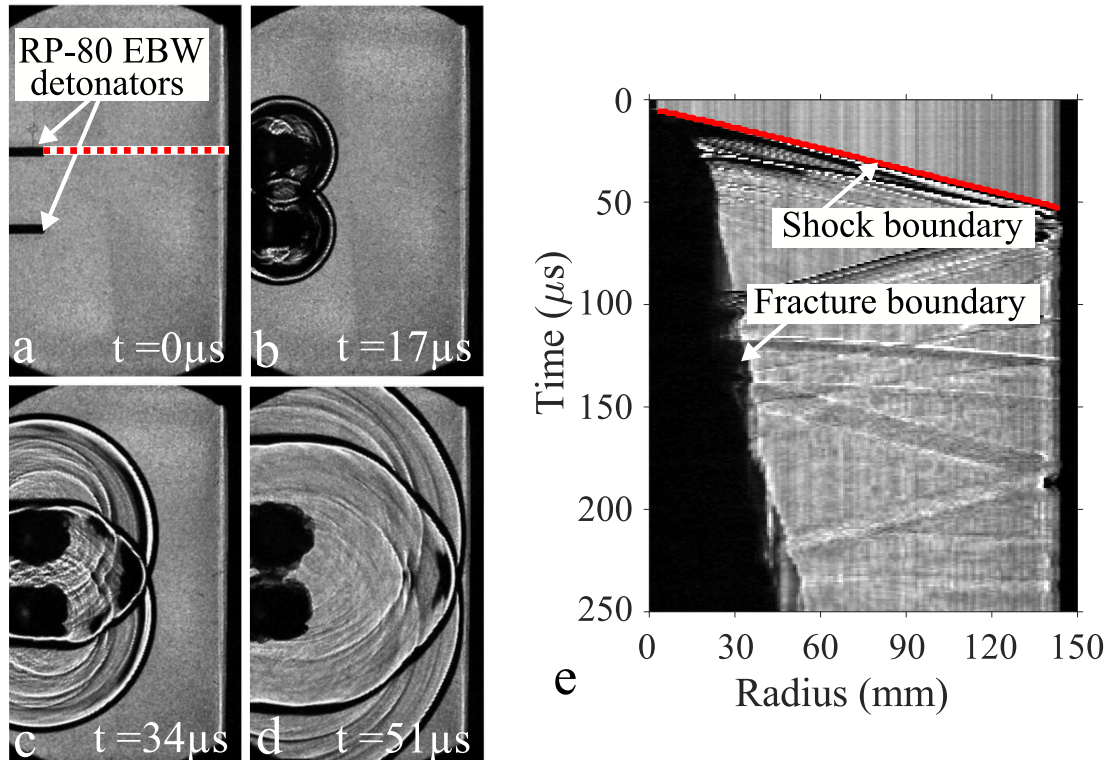 RP-80 EBW
detonators
a
t =0µs
b
t =17µs
c
t =34µs
d
t =51µs
0
50
100
150
200
250
Time (µs)
Shock boundary
Fracture boundary
0
30
60
90
120
150
Radius (mm)
e